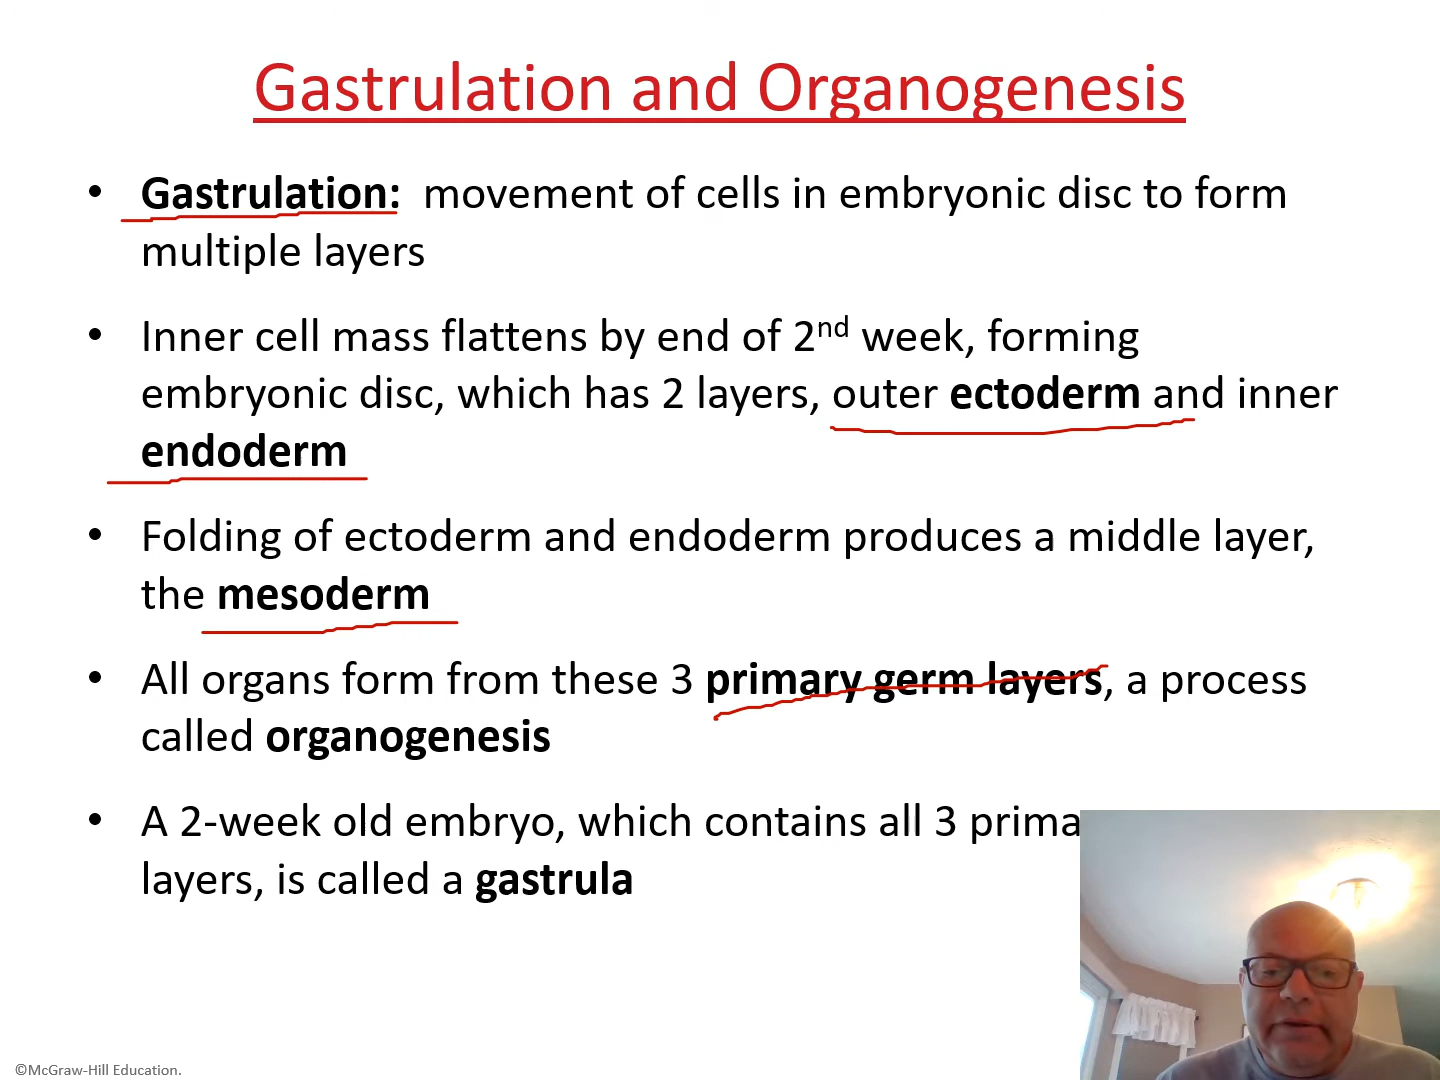 Gastrulation and Organogenesis
• Gastrulation: movement of cells in embryonic disc to form
multiple layers
• Inner cell mass flattens by end of 2nd week, forming
embryonic disc, which has 2 layers, outer ectoderm and inner
endoderm
• Folding of ectoderm and endoderm produces a middle layer,
the mesoderm
• All organs form from these 3 primary germ layers, a process
called organogenesis
• A 2-week old embryo, which contains all 3 prima
layers, is called a gastrula
©McGraw-Hill Education.